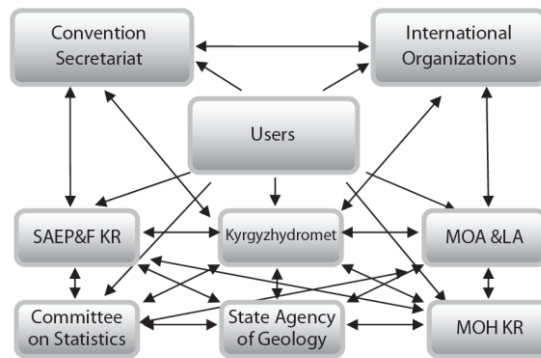 Convention
Secretariat
International
Organizations
Users
SAEP&F KR
Kyrgyzhydromet
MOA &LA
Committee
on Statistics
State Agency
of Geology
MOH KR